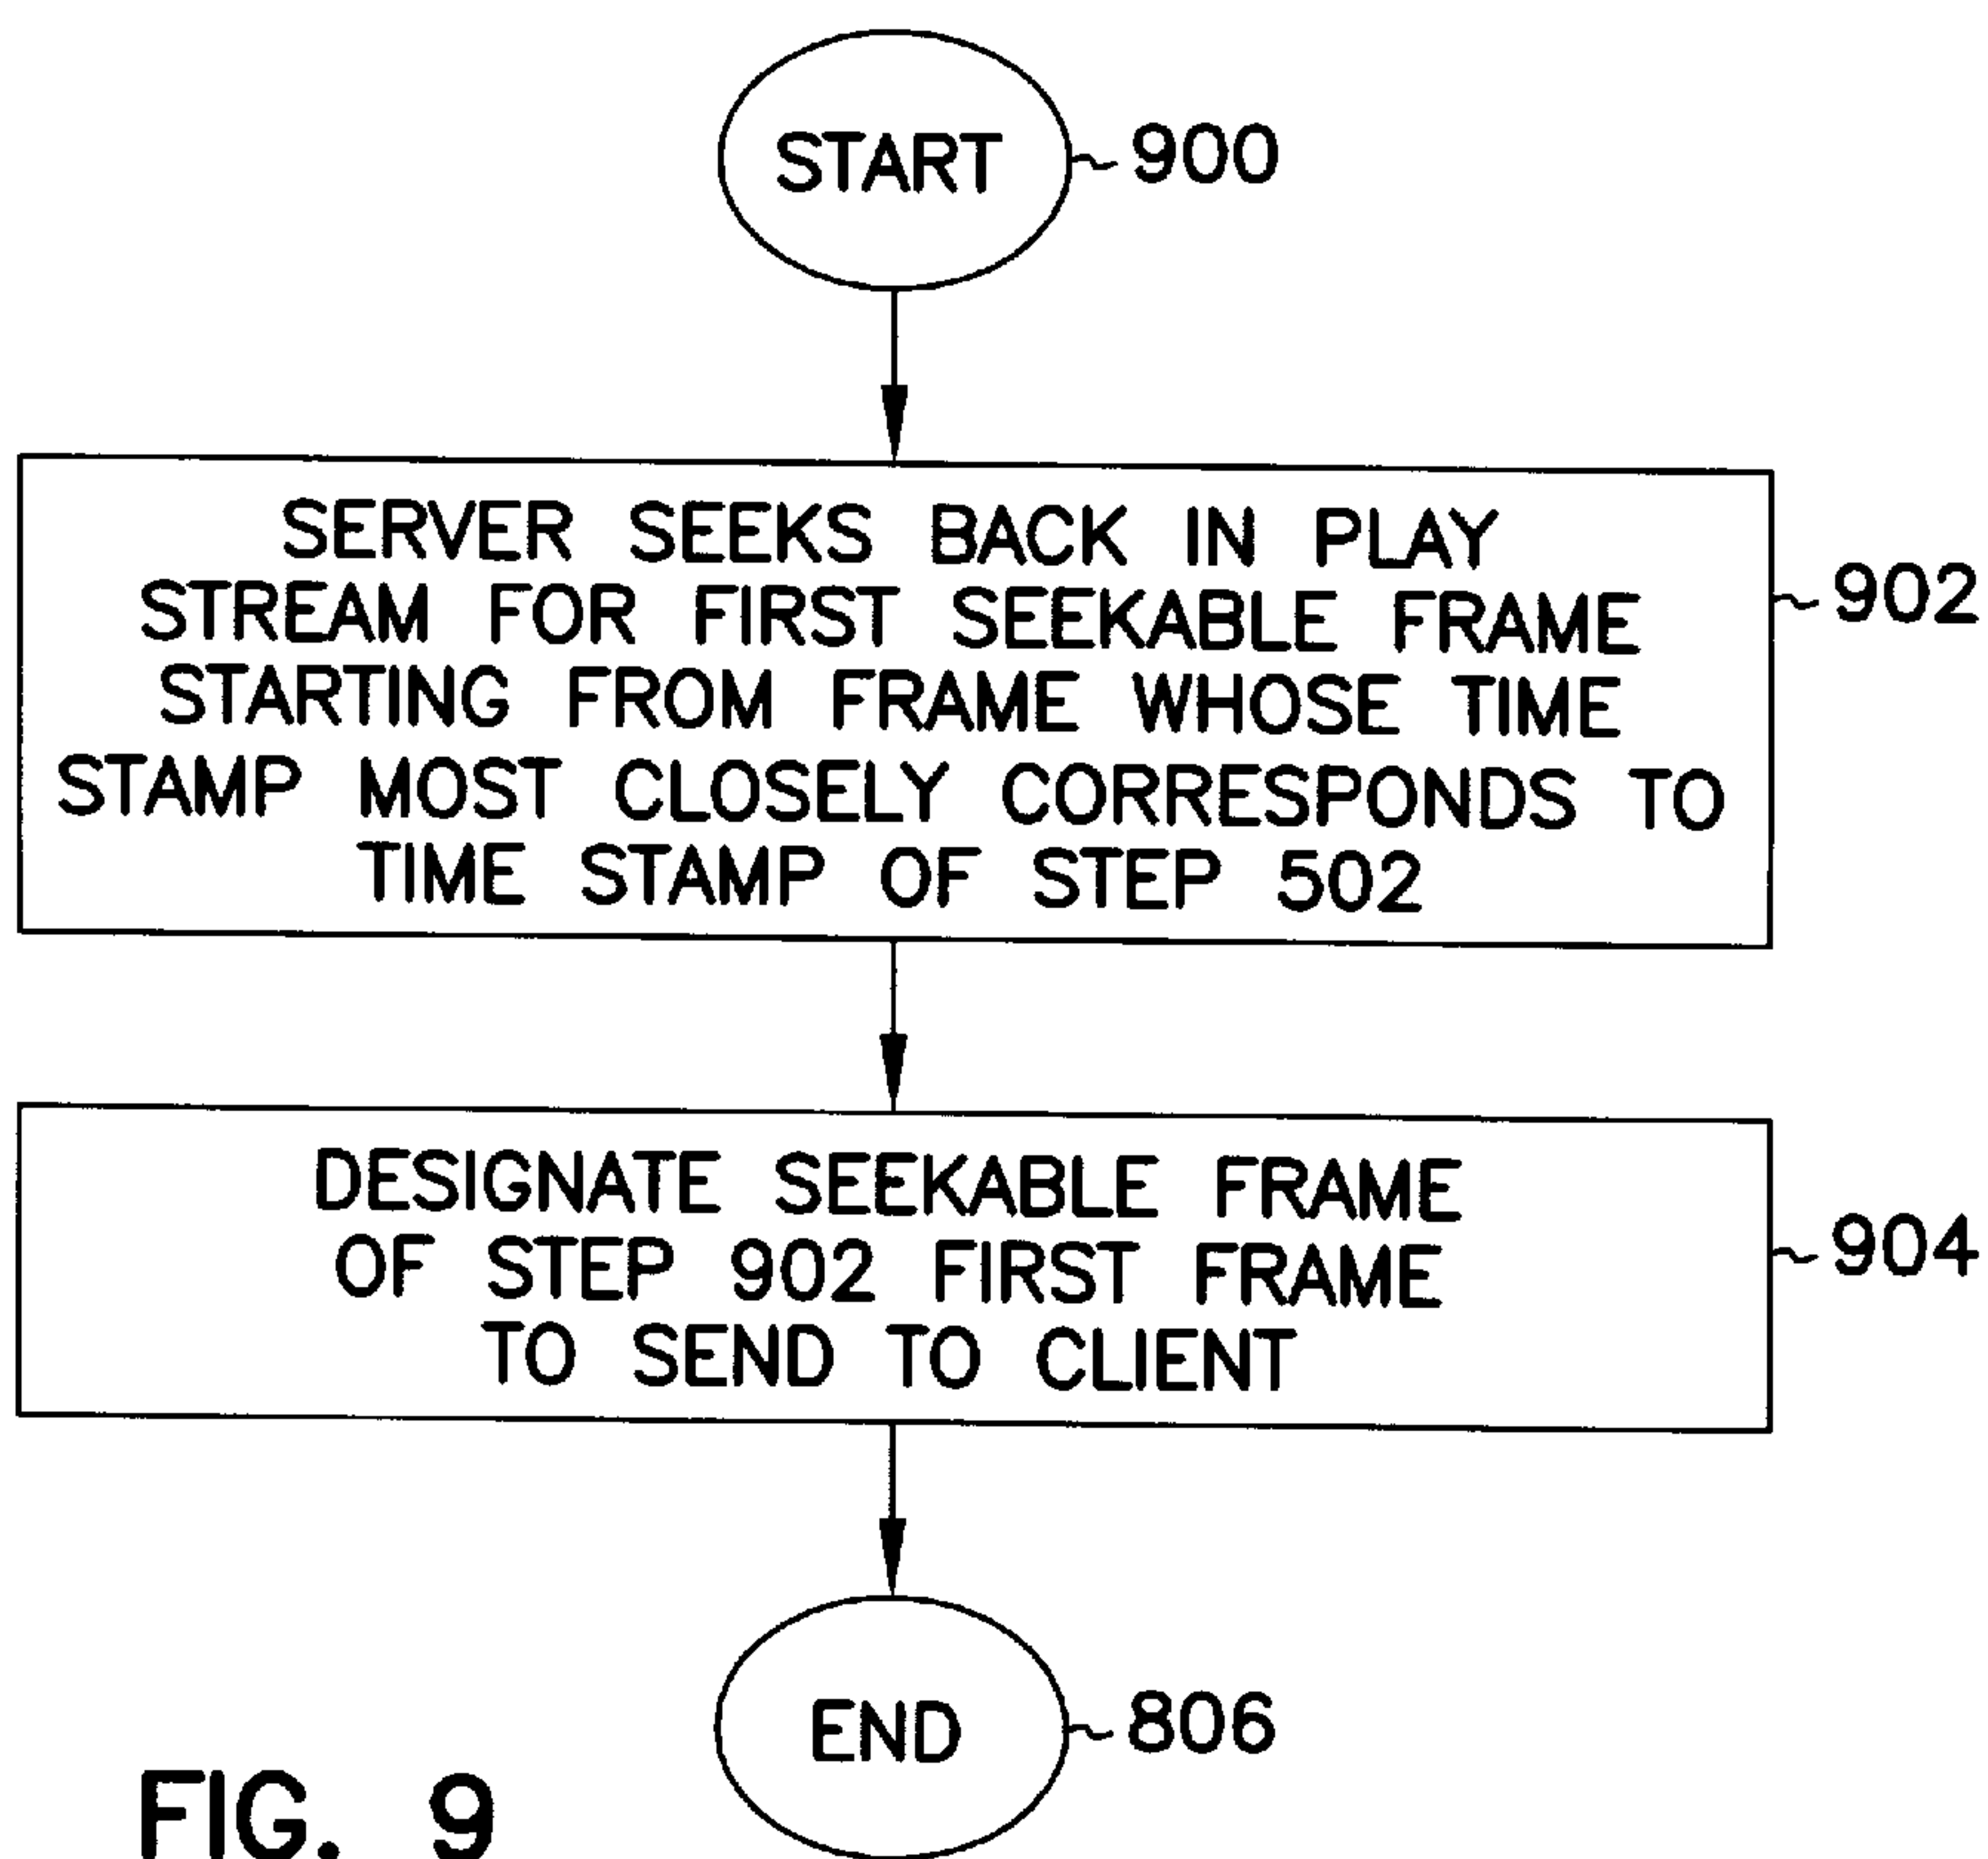 START
900
SERVER SEEKS BACK IN PLAY
STREAM FOR FIRST SEEKABLE FRAME
STARTING FROM FRAME WHOSE TIME
STAMP MOST CLOSELY CORRESPONDS TO
TIME STAMP OF STEP 502
902
DESIGNATE SEEKABLE FRAME
OF STEP 902 FIRST FRAME
TO SEND TO CLIENT
904
END
806
FIG. 9